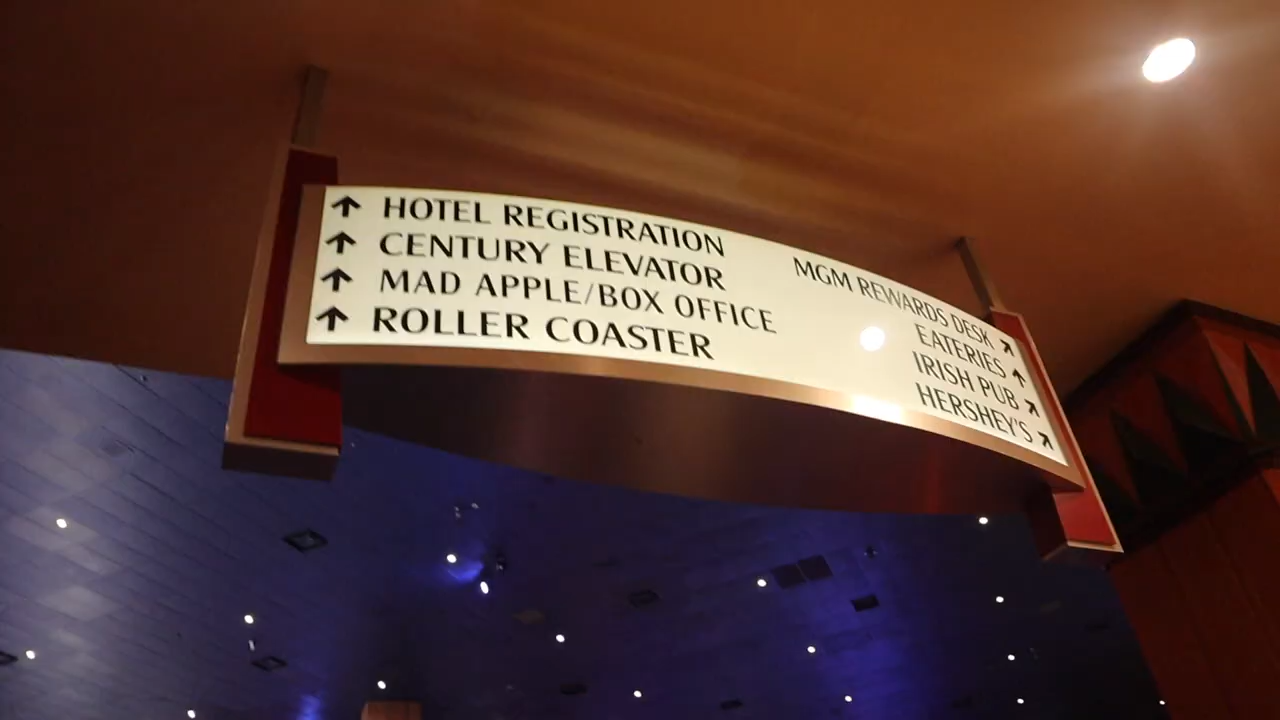 HOTEL REGISTRATION
CENTURY ELEVATOR
MAD APPLE/BOX OFFICE
ROLLER COASTER
MGM REWARDS DESK
EATERIES
IRISH PUB
HERSHEY'S